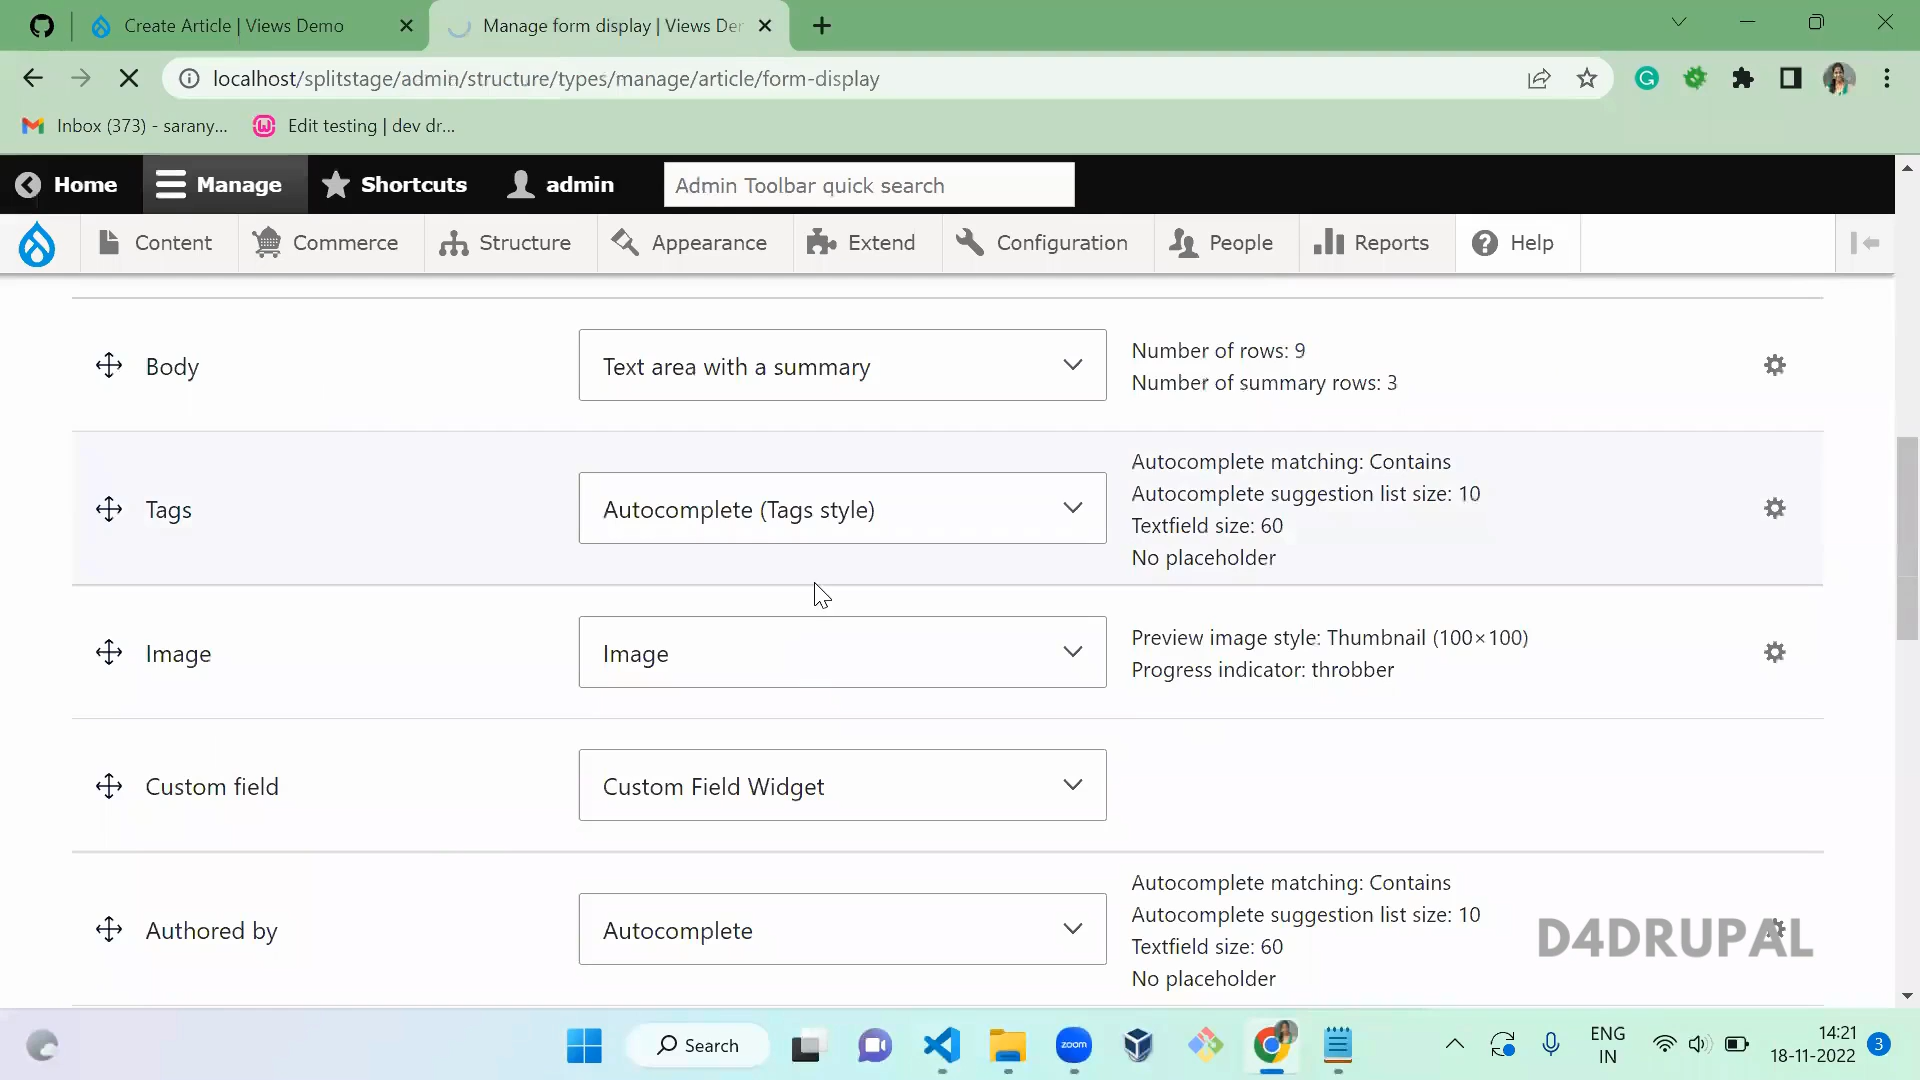 Create Article | Views Demo
Manage form display | Views Der
localhost/splitstage/admin/structure/types/manage/article/form-display
Inbox (373) - sarany...
Edit testing | dev dr...
Home
Manage
Shortcuts
admin
Admin Toolbar quick search
Content
Commerce
Structure
Appearance
Extend
Configuration
People
Reports
Help
Body
Text area with a summary
Number of rows: 9
Number of summary rows: 3
Tags
Autocomplete (Tags style)
Autocomplete matching: Contains
Autocomplete suggestion list size: 10
Textfield size: 60
No placeholder
Image
Image
Preview image style: Thumbnail (100×100)
Progress indicator: throbber
Custom field
Custom Field Widget
Authored by
Autocomplete
Autocomplete matching: Contains
Autocomplete suggestion list size: 10
Textfield size: 60
No placeholder
D4DRUPAL
Search
zoom
ENG
IN
14:21
18-11-2022
3